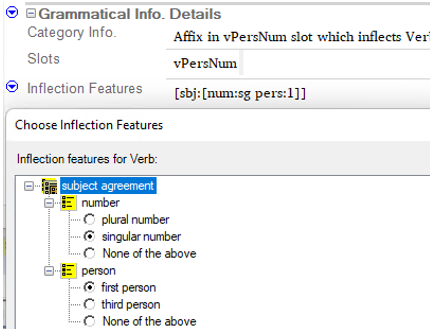 Grammatical Info. Details
Category Info. Affix in vPersNum slot which inflects Ver
Slots vPersNum
Inflection Features [sbj:[num:sg pers:1]]
Choose Inflection Features
Inflection features for Verb:
subject agreement
number
plural number
singular number
None of the above
person
first person
third person
None of the above